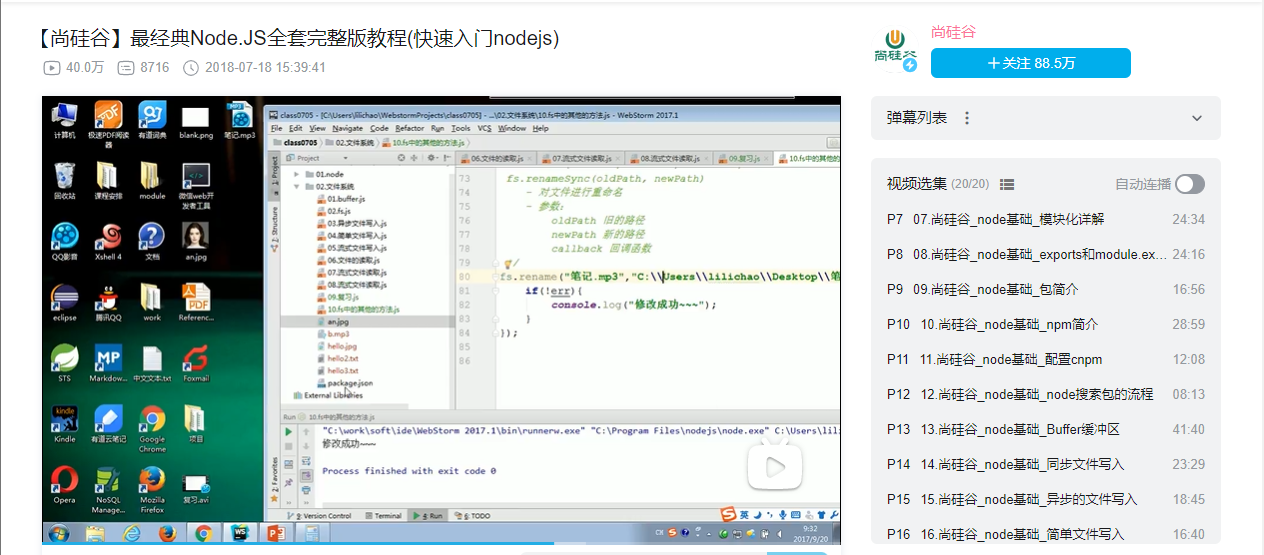 【尚硅谷】最经典Node.JS全套完整版教程(快速入门nodejs)
40.0万 8716 2018-07-18 15:39:41
尚硅谷
尚硅谷
+关注 88.5万
弹幕列表
视频选集 (20/20) 自动连播
P7 07.尚硅谷_node基础_模块化详解 24:34
P8 08.尚硅谷_node基础_exports和module.ex... 24:16
P9 09.尚硅谷_node基础_包简介 16:56
P10 10.尚硅谷_node基础_npm简介 28:59
P11 11.尚硅谷_node基础_配置cnpm 12:08
P12 12.尚硅谷_node基础_node搜索包的流程 08:13
P13 13.尚硅谷_node基础_Buffer缓冲区 41:40
P14 14.尚硅谷_node基础_同步文件写入 23:29
P15 15.尚硅谷_node基础_异步的文件写入 18:45
P16 16.尚硅谷_node基础_简单文件写入 16:40
计算机 极速PDF阅读器 有道词典 blank.png 笔记.mp3
回收站 课程安排 module 微信web开发者工具
QQ影音 Xshell 4 文档 an.jpg
eclipse 腾讯QQ work Referenc...
STS Markdow... 中文文本.txt Foxmail
Kindle 有道云笔记 Google Chrome 项目
Opera NoSQL Manage... Mozilla Firefox 复习.avi
class0705 - [C:\Users\lilichao\WebstormProjects\class0705] - ...\02.文件系统\10.fs中的其他的方法.js - WebStorm 2017.1
File Edit View Navigate Code Refactor Run Tools VCS Window Help
class0705 02.文件系统 10.fs中的其他的方法.js
Project
1: Project
Z: Structure
2: Favorites
01.node
02.文件系统
01.buffer.js
02.fs.js
03.异步文件写入.js
04.简单文件写入.js
05.流式文件写入.js
06.文件的读取.js
07.流式文件读取.js
08.流式文件读取.js
09.复习.js
10.fs中的其他的方法.js
an.jpg
b.mp3
hello.jpg
hello2.txt
hello3.txt
package.json
External Libraries
06.文件的读取.js 07.流式文件读取.js 08.流式文件读取.js 09.复习.js 10.fs中的其他的
73 fs.renameSync(oldPath, newPath)
74 - 对文件进行重命名
75 - 参数:
76 oldPath 旧的路径
77 newPath 新的路径
78 callback 回调函数
79 */
80 fs.rename("笔记.mp3","C:\\Users\\lilichao\\Desktop\\笔
81 if(!err){
82 console.log("修改成功~~~");
83 }
84 });
85
86
Run 10.fs中的其他的方法.js
"C:\work\soft\ide\WebStorm 2017.1\bin\runnerw.exe" "C:\Program Files\nodejs\node.exe" C:\Users\lili
修改成功~~~
Process finished with exit code 0
9: Version Control Terminal 4: Run 6: TODO
英
CH
9:32
2017/9/20